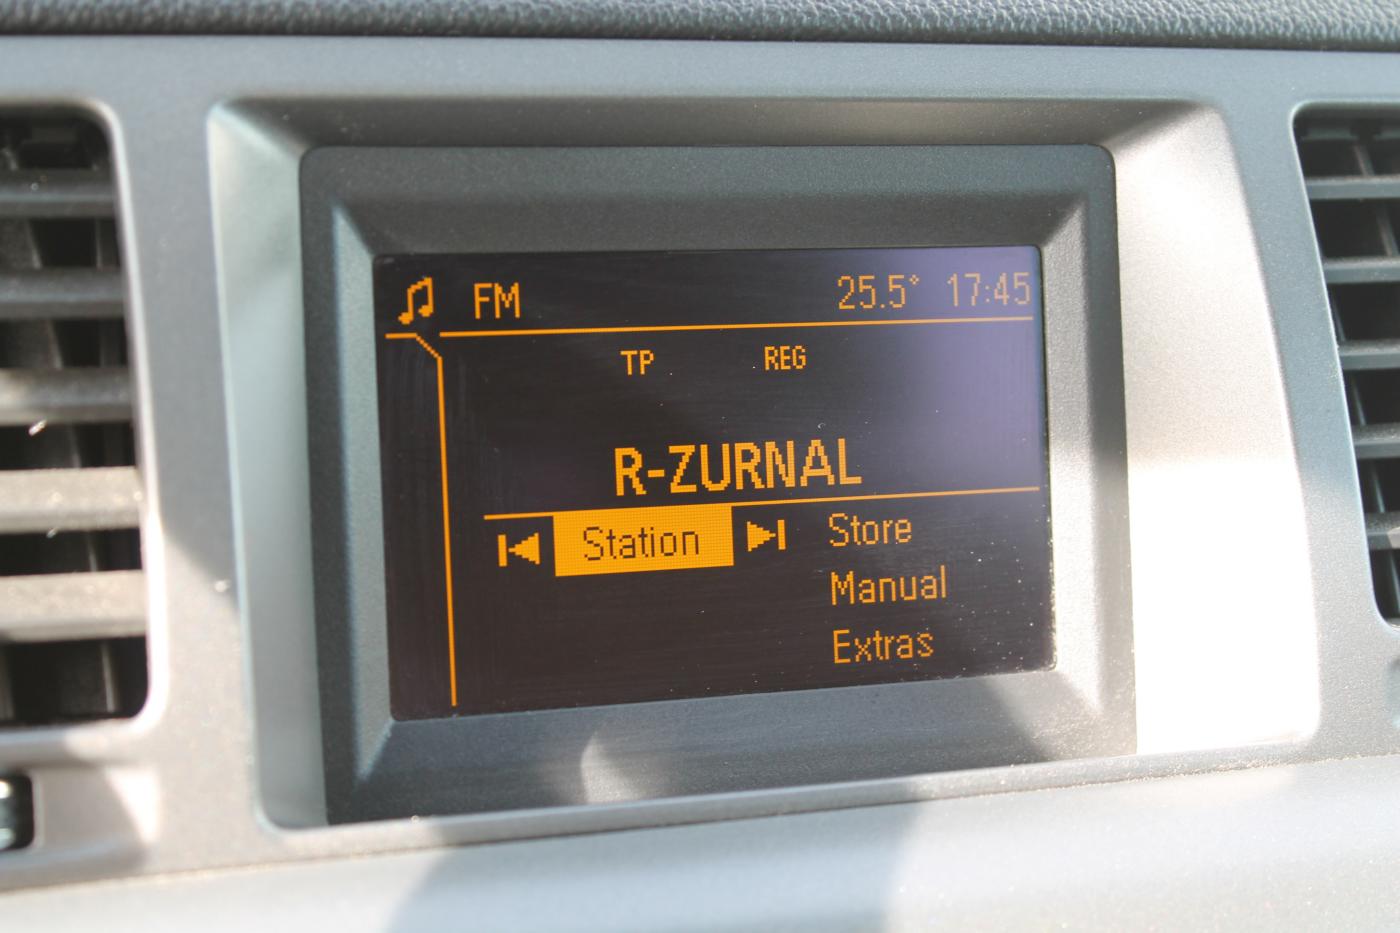 FM 25.5° 17:45
TP REG
R-ZURNAL
Station Store
Manual
Extras